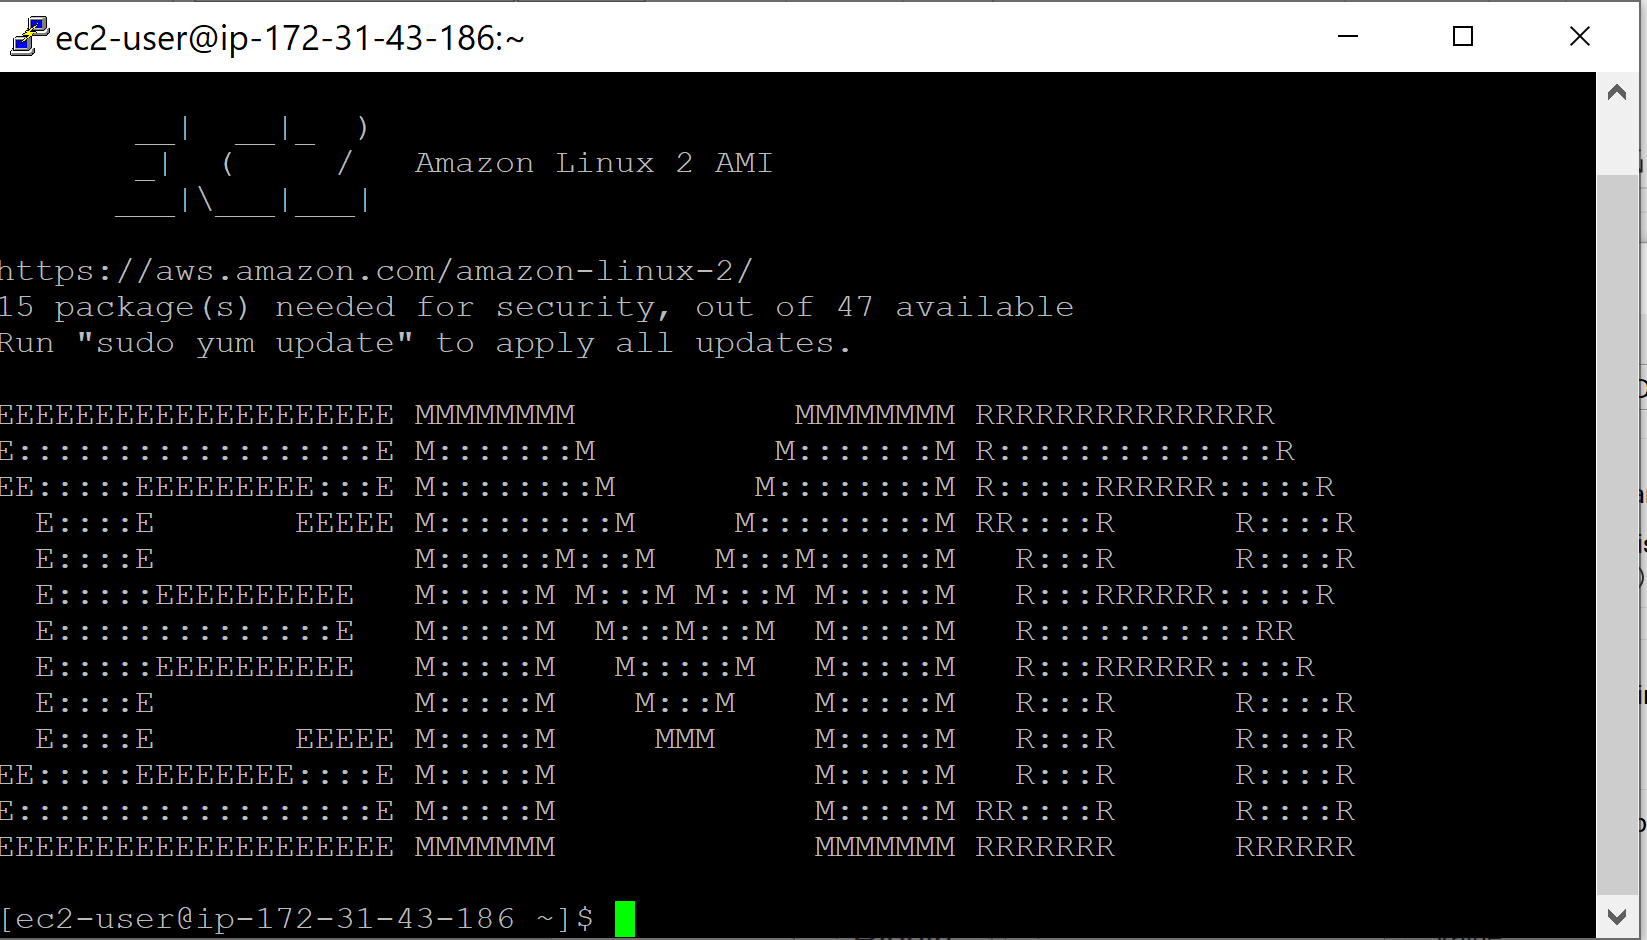 ec2-user@ip-172-31-43-186:~
       __|  __|_  )
       _|  (     /   Amazon Linux 2 AMI
      ___|\___|___|
https://aws.amazon.com/amazon-linux-2/
15 package(s) needed for security, out of 47 available
Run "sudo yum update" to apply all updates.
EEEEEEEEEEEEEEEEEEEE MMMMMMMM           MMMMMMMM RRRRRRRRRRRRRRR
E::::::::::::::::::E M:::::::M         M:::::::M R::::::::::::::R
EE:::::EEEEEEEEE:::E M::::::::M       M::::::::M R:::::RRRRRR:::::R
  E::::E       EEEEE M:::::::::M     M:::::::::M RR::::R      R::::R
  E::::E             M::::::M:::M   M:::M::::::M   R:::R      R::::R
  E:::::EEEEEEEEEE   M:::::M M:::M M:::M M:::::M   R:::RRRRRR:::::R
  E::::::::::::::E   M:::::M  M:::M:::M  M:::::M   R:::::::::::RR
  E:::::EEEEEEEEEE   M:::::M   M:::::M   M:::::M   R:::RRRRRR::::R
  E::::E             M:::::M    M:::M    M:::::M   R:::R      R::::R
  E::::E       EEEEE M:::::M     MMM     M:::::M   R:::R      R::::R
EE:::::EEEEEEEE::::E M:::::M             M:::::M   R:::R      R::::R
E::::::::::::::::::E M:::::M             M:::::M RR::::R      R::::R
EEEEEEEEEEEEEEEEEEEE MMMMMMM             MMMMMMM RRRRRRR      RRRRRR
[ec2-user@ip-172-31-43-186 ~]$